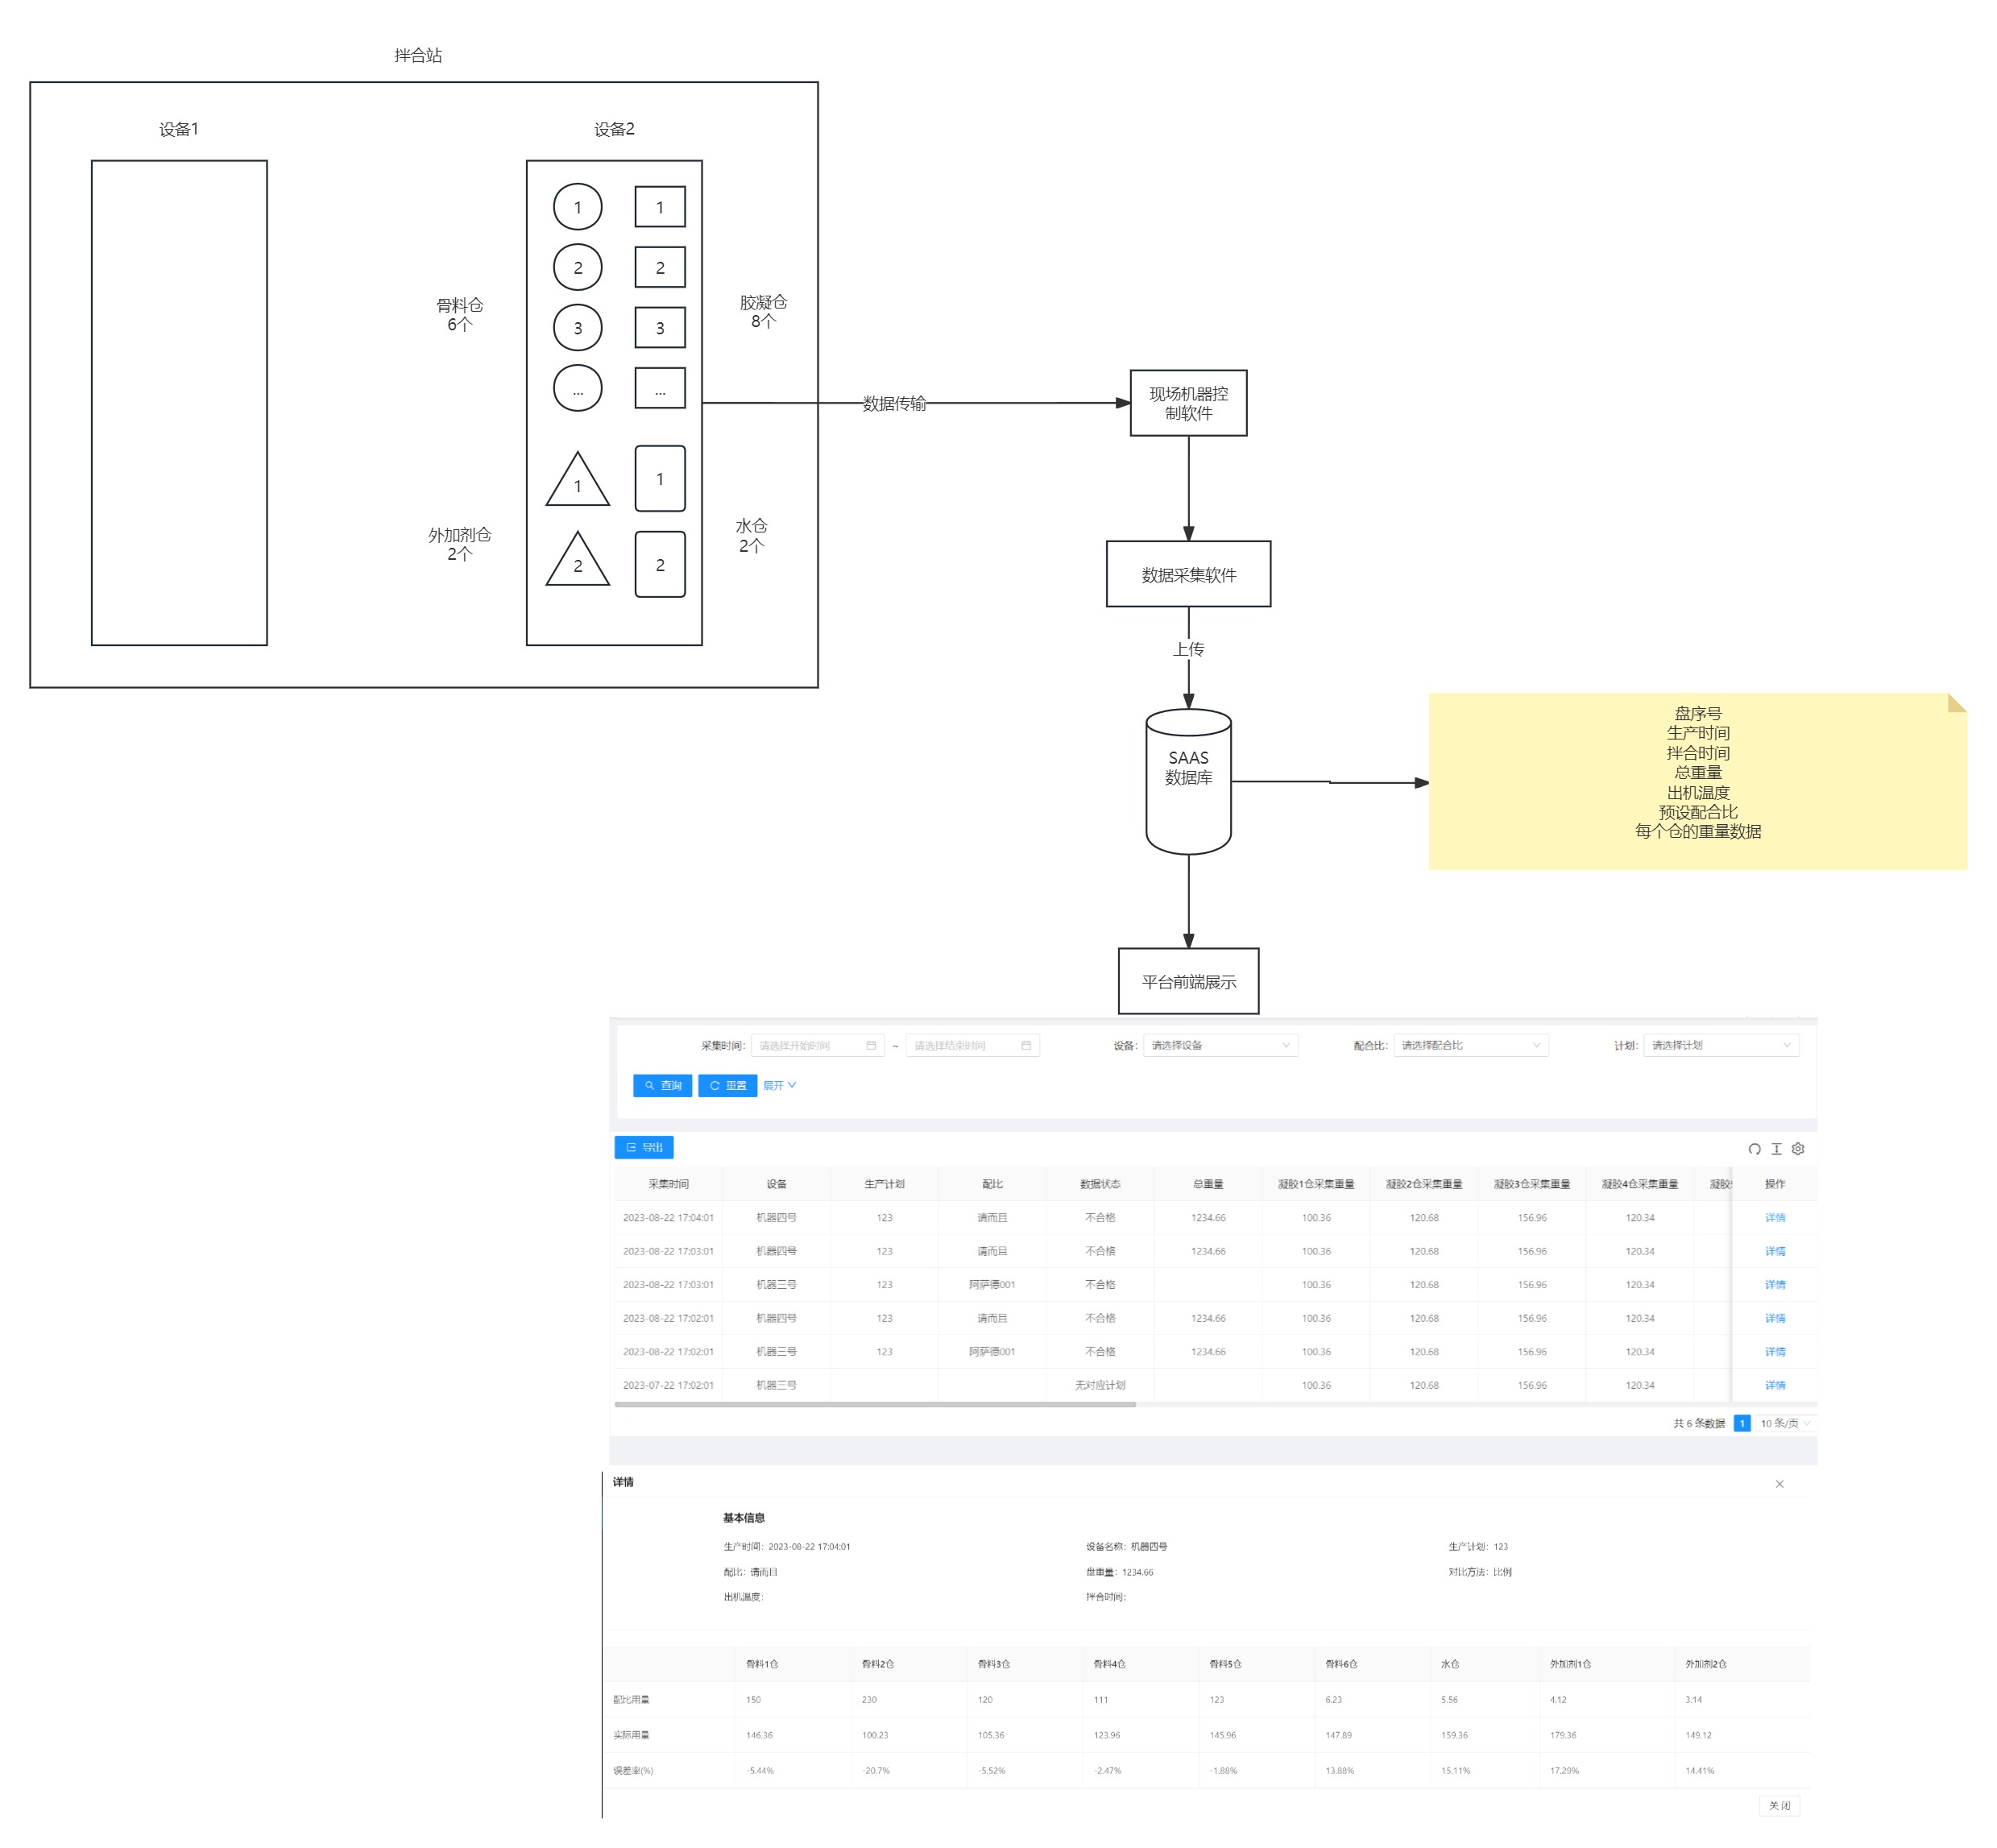 拌合站
设备1
设备2
1
1
2
2
骨料仓
6个
胶凝仓
8个
3
3
...
...
数据传输
现场机器控
制软件
1
1
外加剂仓
2个
水仓
2个
2
2
数据采集软件
上传
SAAS
数据库
盘序号
生产时间
拌合时间
总重量
出机温度
预设配合比
每个仓的重量数据
平台前端展示
采集时间: 请选择开始时间 ~ 请选择结束时间 设备: 请选择设备 配合比: 请选择配合比 计划: 请选择计划
查询 重置 展开
导出
采集时间 设备 生产计划 配比 数据状态 总重量 凝胶1仓采集重量 凝胶2仓采集重量 凝胶3仓采集重量 凝胶4仓采集重量 凝胶 操作
2023-08-22 17:04:01 机器四号 123 请而且 不合格 1234.66 100.36 120.68 156.96 120.34 详情
2023-08-22 17:03:01 机器四号 123 请而且 不合格 1234.66 100.36 120.68 156.96 120.34 详情
2023-08-22 17:03:01 机器三号 123 阿萨德001 不合格 100.36 120.68 156.96 120.34 详情
2023-08-22 17:02:01 机器四号 123 请而且 不合格 1234.66 100.36 120.68 156.96 120.34 详情
2023-08-22 17:02:01 机器三号 123 阿萨德001 不合格 1234.66 100.36 120.68 156.96 120.34 详情
2023-07-22 17:02:01 机器三号 无对应计划 100.36 120.68 156.96 120.34 详情
共 6 条数据 1 10 条/页
详情
基本信息
生产时间: 2023-08-22 17:04:01 设备名称: 机器四号 生产计划: 123
配比: 请而且 盘重量: 1234.66 对比方法: 比例
出机温度: 拌合时间:
骨料1仓 骨料2仓 骨料3仓 骨料4仓 骨料5仓 骨料6仓 水仓 外加剂1仓 外加剂2仓
配比用量 150 230 120 111 123 6.23 5.56 4.12 3.14
实际用量 146.36 100.23 105.36 123.96 145.96 147.89 159.36 179.36 149.12
误差率(%) -5.44% -20.7% -5.52% -2.47% -1.88% 13.88% 15.11% 17.29% 14.41%
关 闭